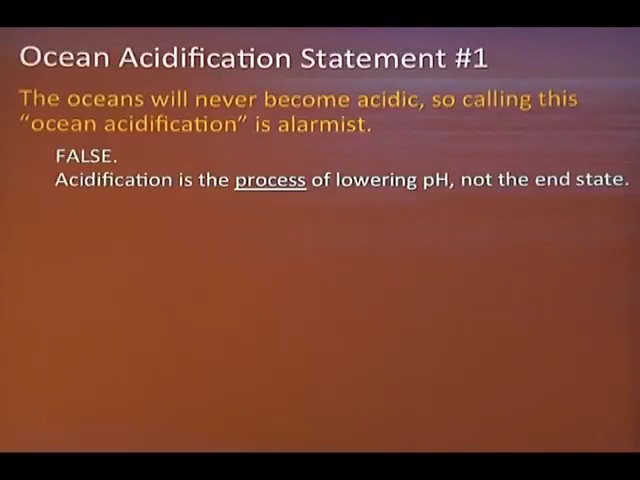 Ocean Acidification Statement #1
The oceans will never become acidic, so calling this
“ocean acidification” is alarmist.
FALSE.
Acidification is the process of lowering pH, not the end state.